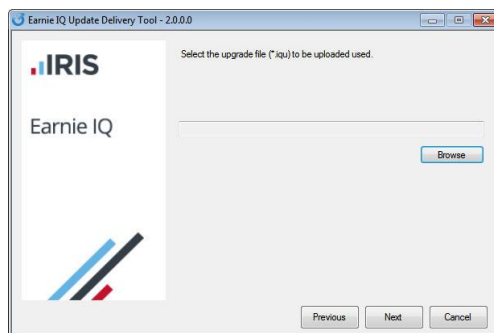 Earnie IQ Update Delivery Tool - 2.0.0.0
IRIS
Select the upgrade file (*.iqu) to be uploaded used.
Earnie IQ
Browse
Previous Next Cancel